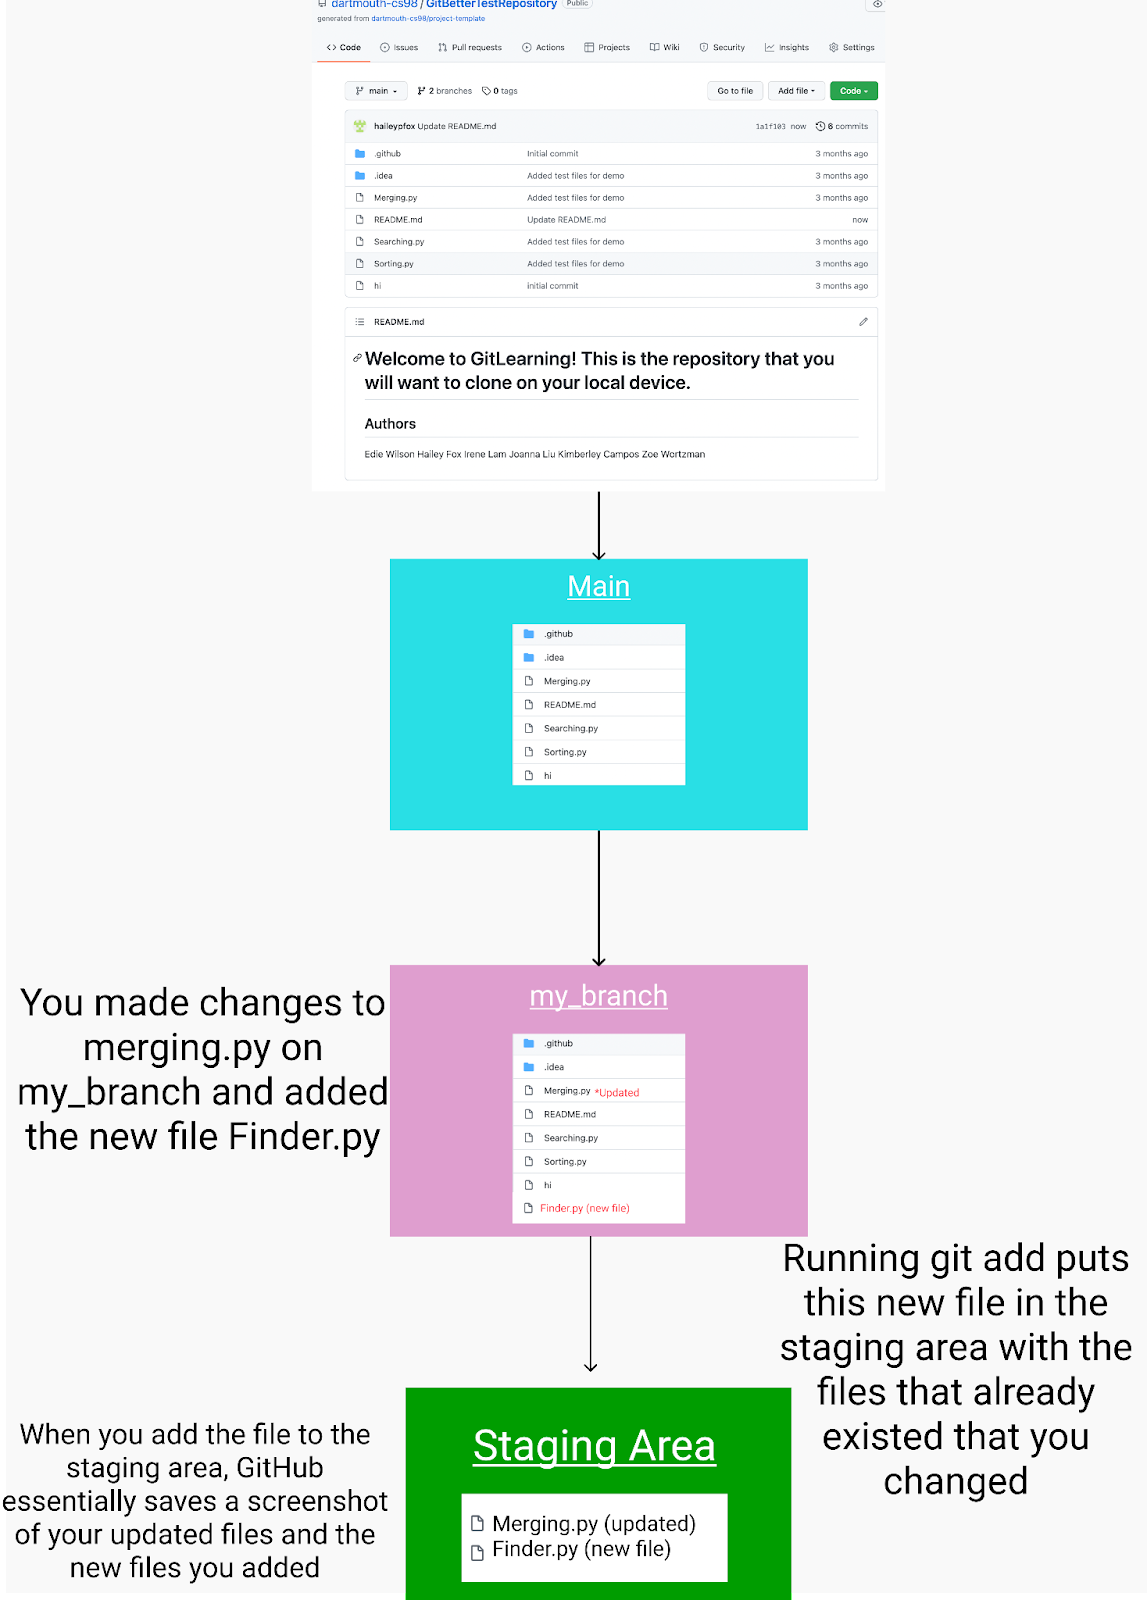 dartmouth-cs98 / GitBetterTestRepository Public
generated from dartmouth-cs98/project-template
Code Issues Pull requests Actions Projects Wiki Security Insights Settings
main 2 branches 0 tags Go to file Add file Code
haileypfox Update README.md 1a1f103 now 6 commits
.github Initial commit 3 months ago
.idea Added test files for demo 3 months ago
Merging.py Added test files for demo 3 months ago
README.md Update README.md now
Searching.py Added test files for demo 3 months ago
Sorting.py Added test files for demo 3 months ago
hi initial commit 3 months ago
README.md
Welcome to GitLearning! This is the repository that you
will want to clone on your local device.
Authors
Edie Wilson Hailey Fox Irene Lam Joanna Liu Kimberley Campos Zoe Wortzman
Main
.github
.idea
Merging.py
README.md
Searching.py
Sorting.py
hi
You made changes to
merging.py on
my_branch and added
the new file Finder.py
my_branch
.github
.idea
Merging.py *Updated
README.md
Searching.py
Sorting.py
hi
Finder.py (new file)
Running git add puts
this new file in the
staging area with the
files that already
existed that you
changed
When you add the file to the
staging area, GitHub
essentially saves a screenshot
of your updated files and the
new files you added
Staging Area
Merging.py (updated)
Finder.py (new file)